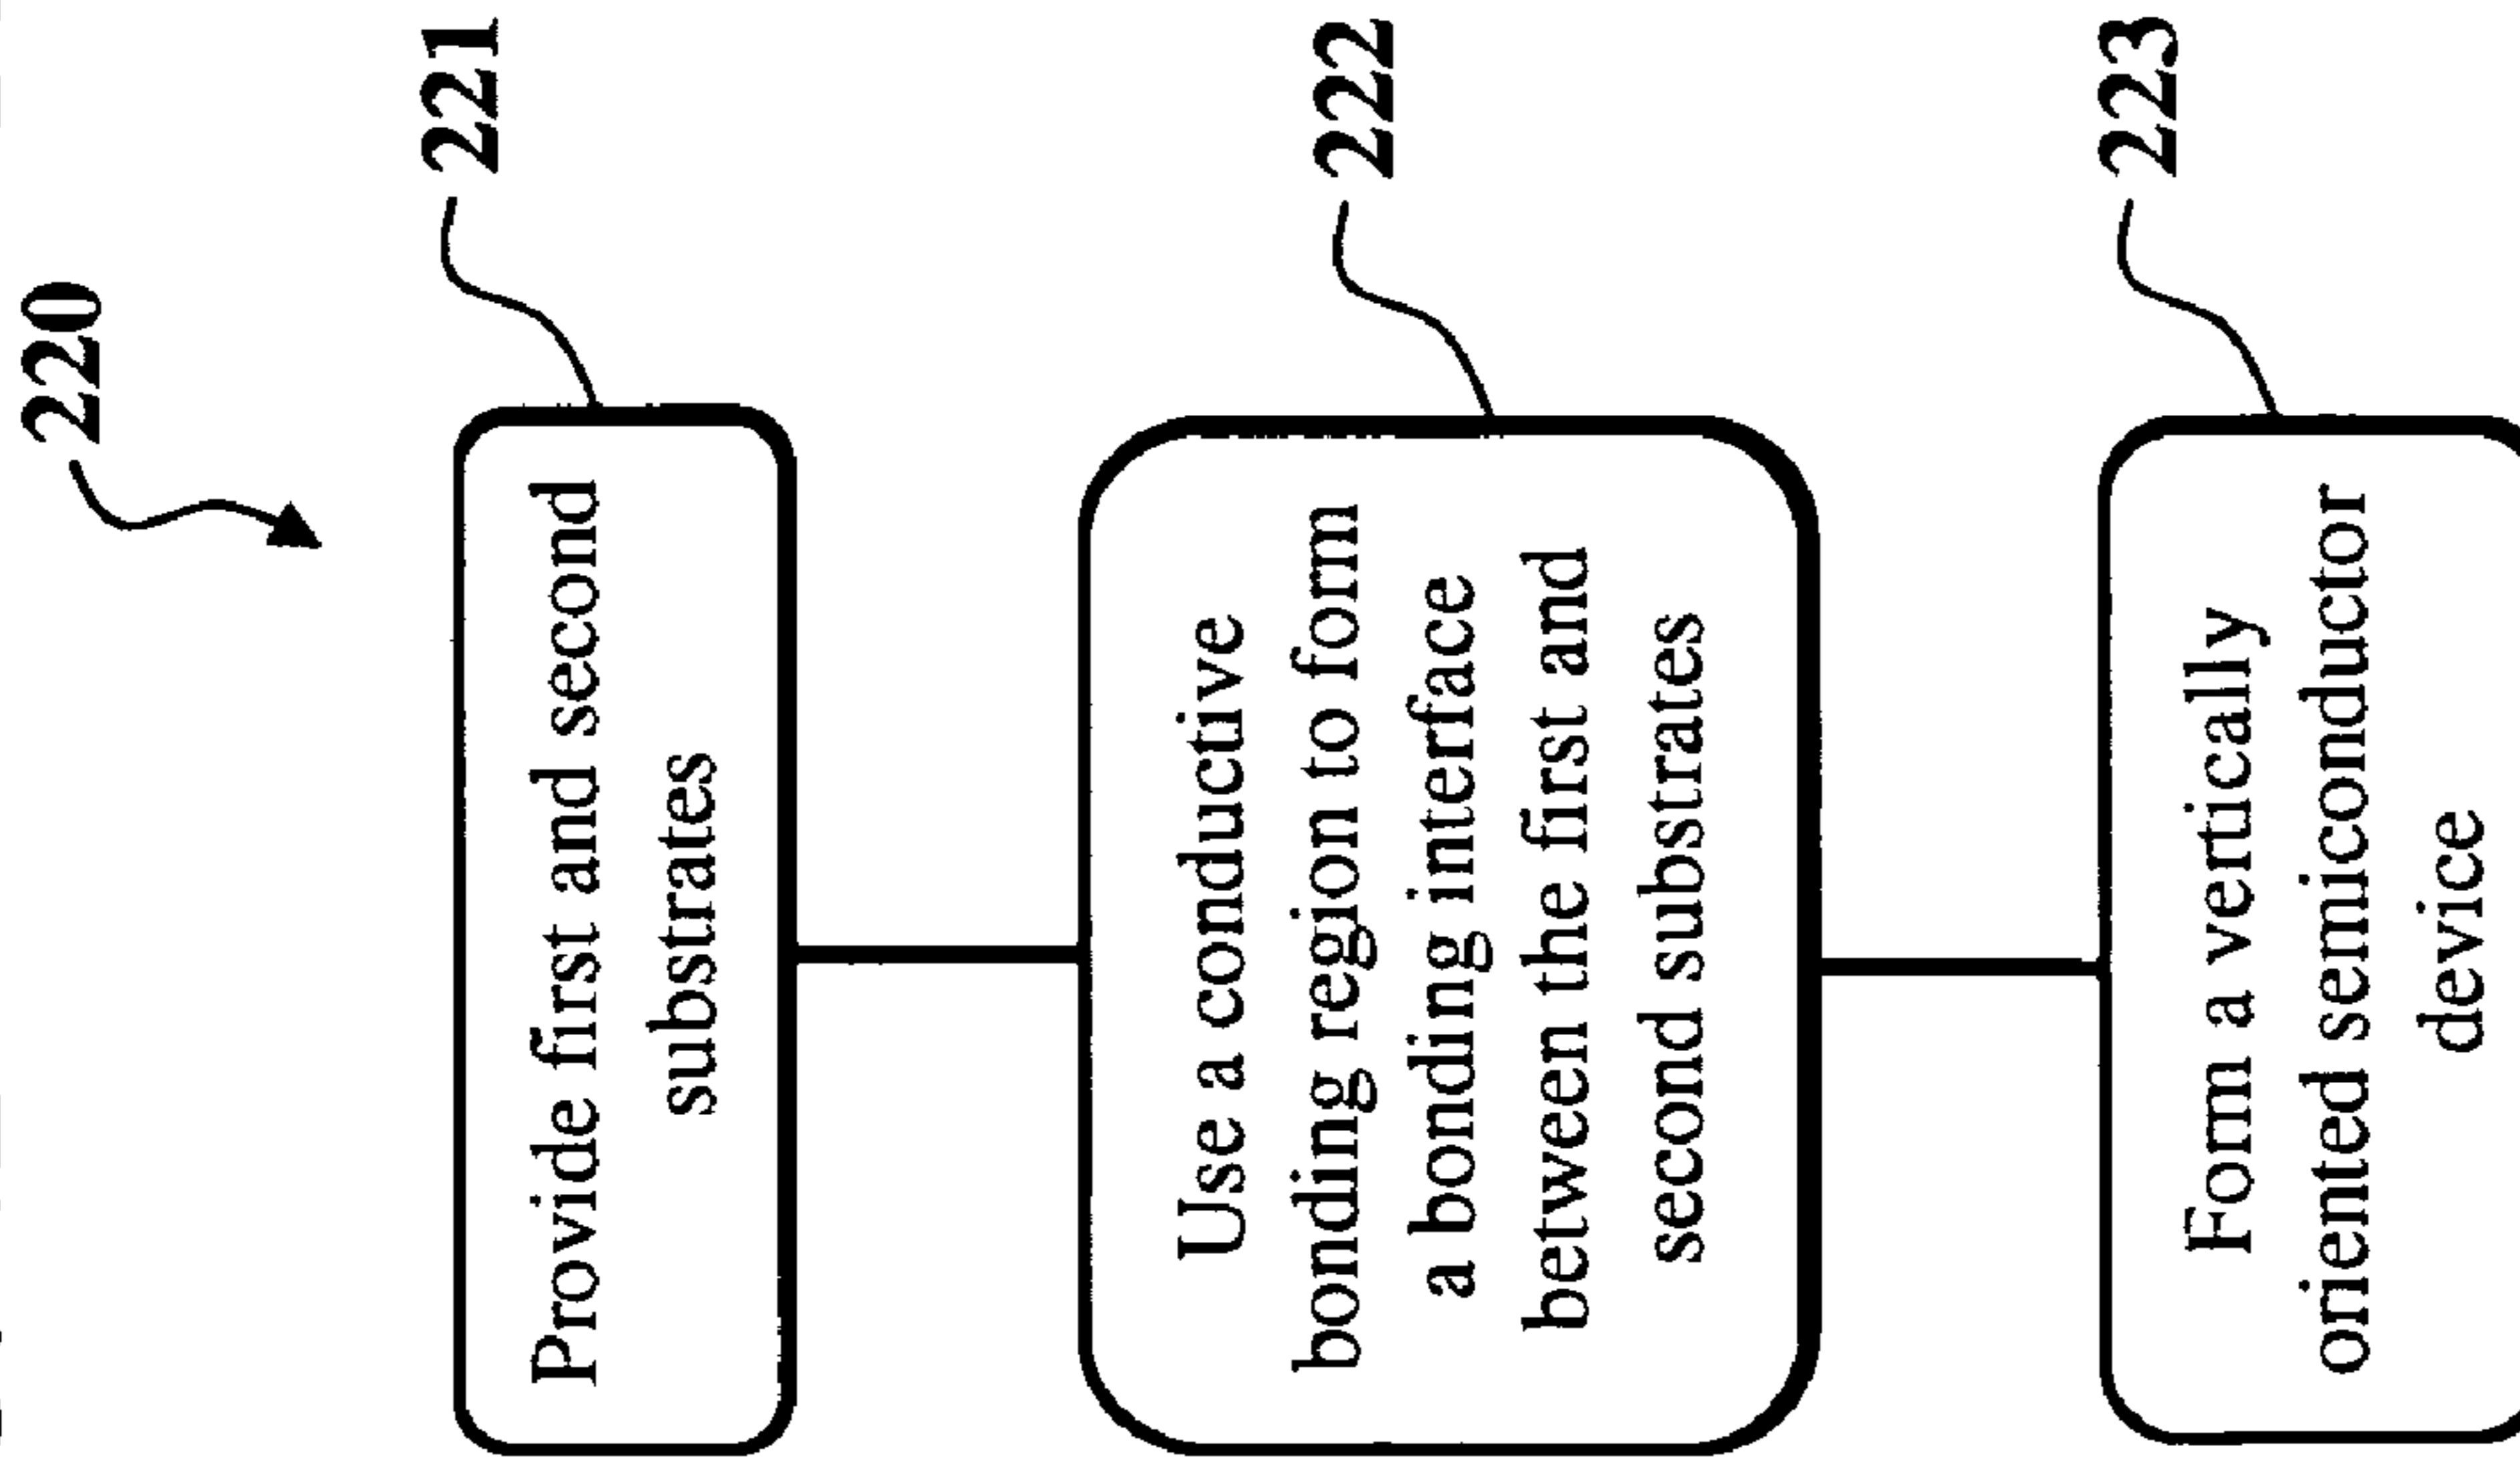 220
221
Provide first and second
substrates
222
Use a conductive
bonding region to form
a bonding interface
between the first and
second substrates
223
Form a vertically
oriented semiconductor
device